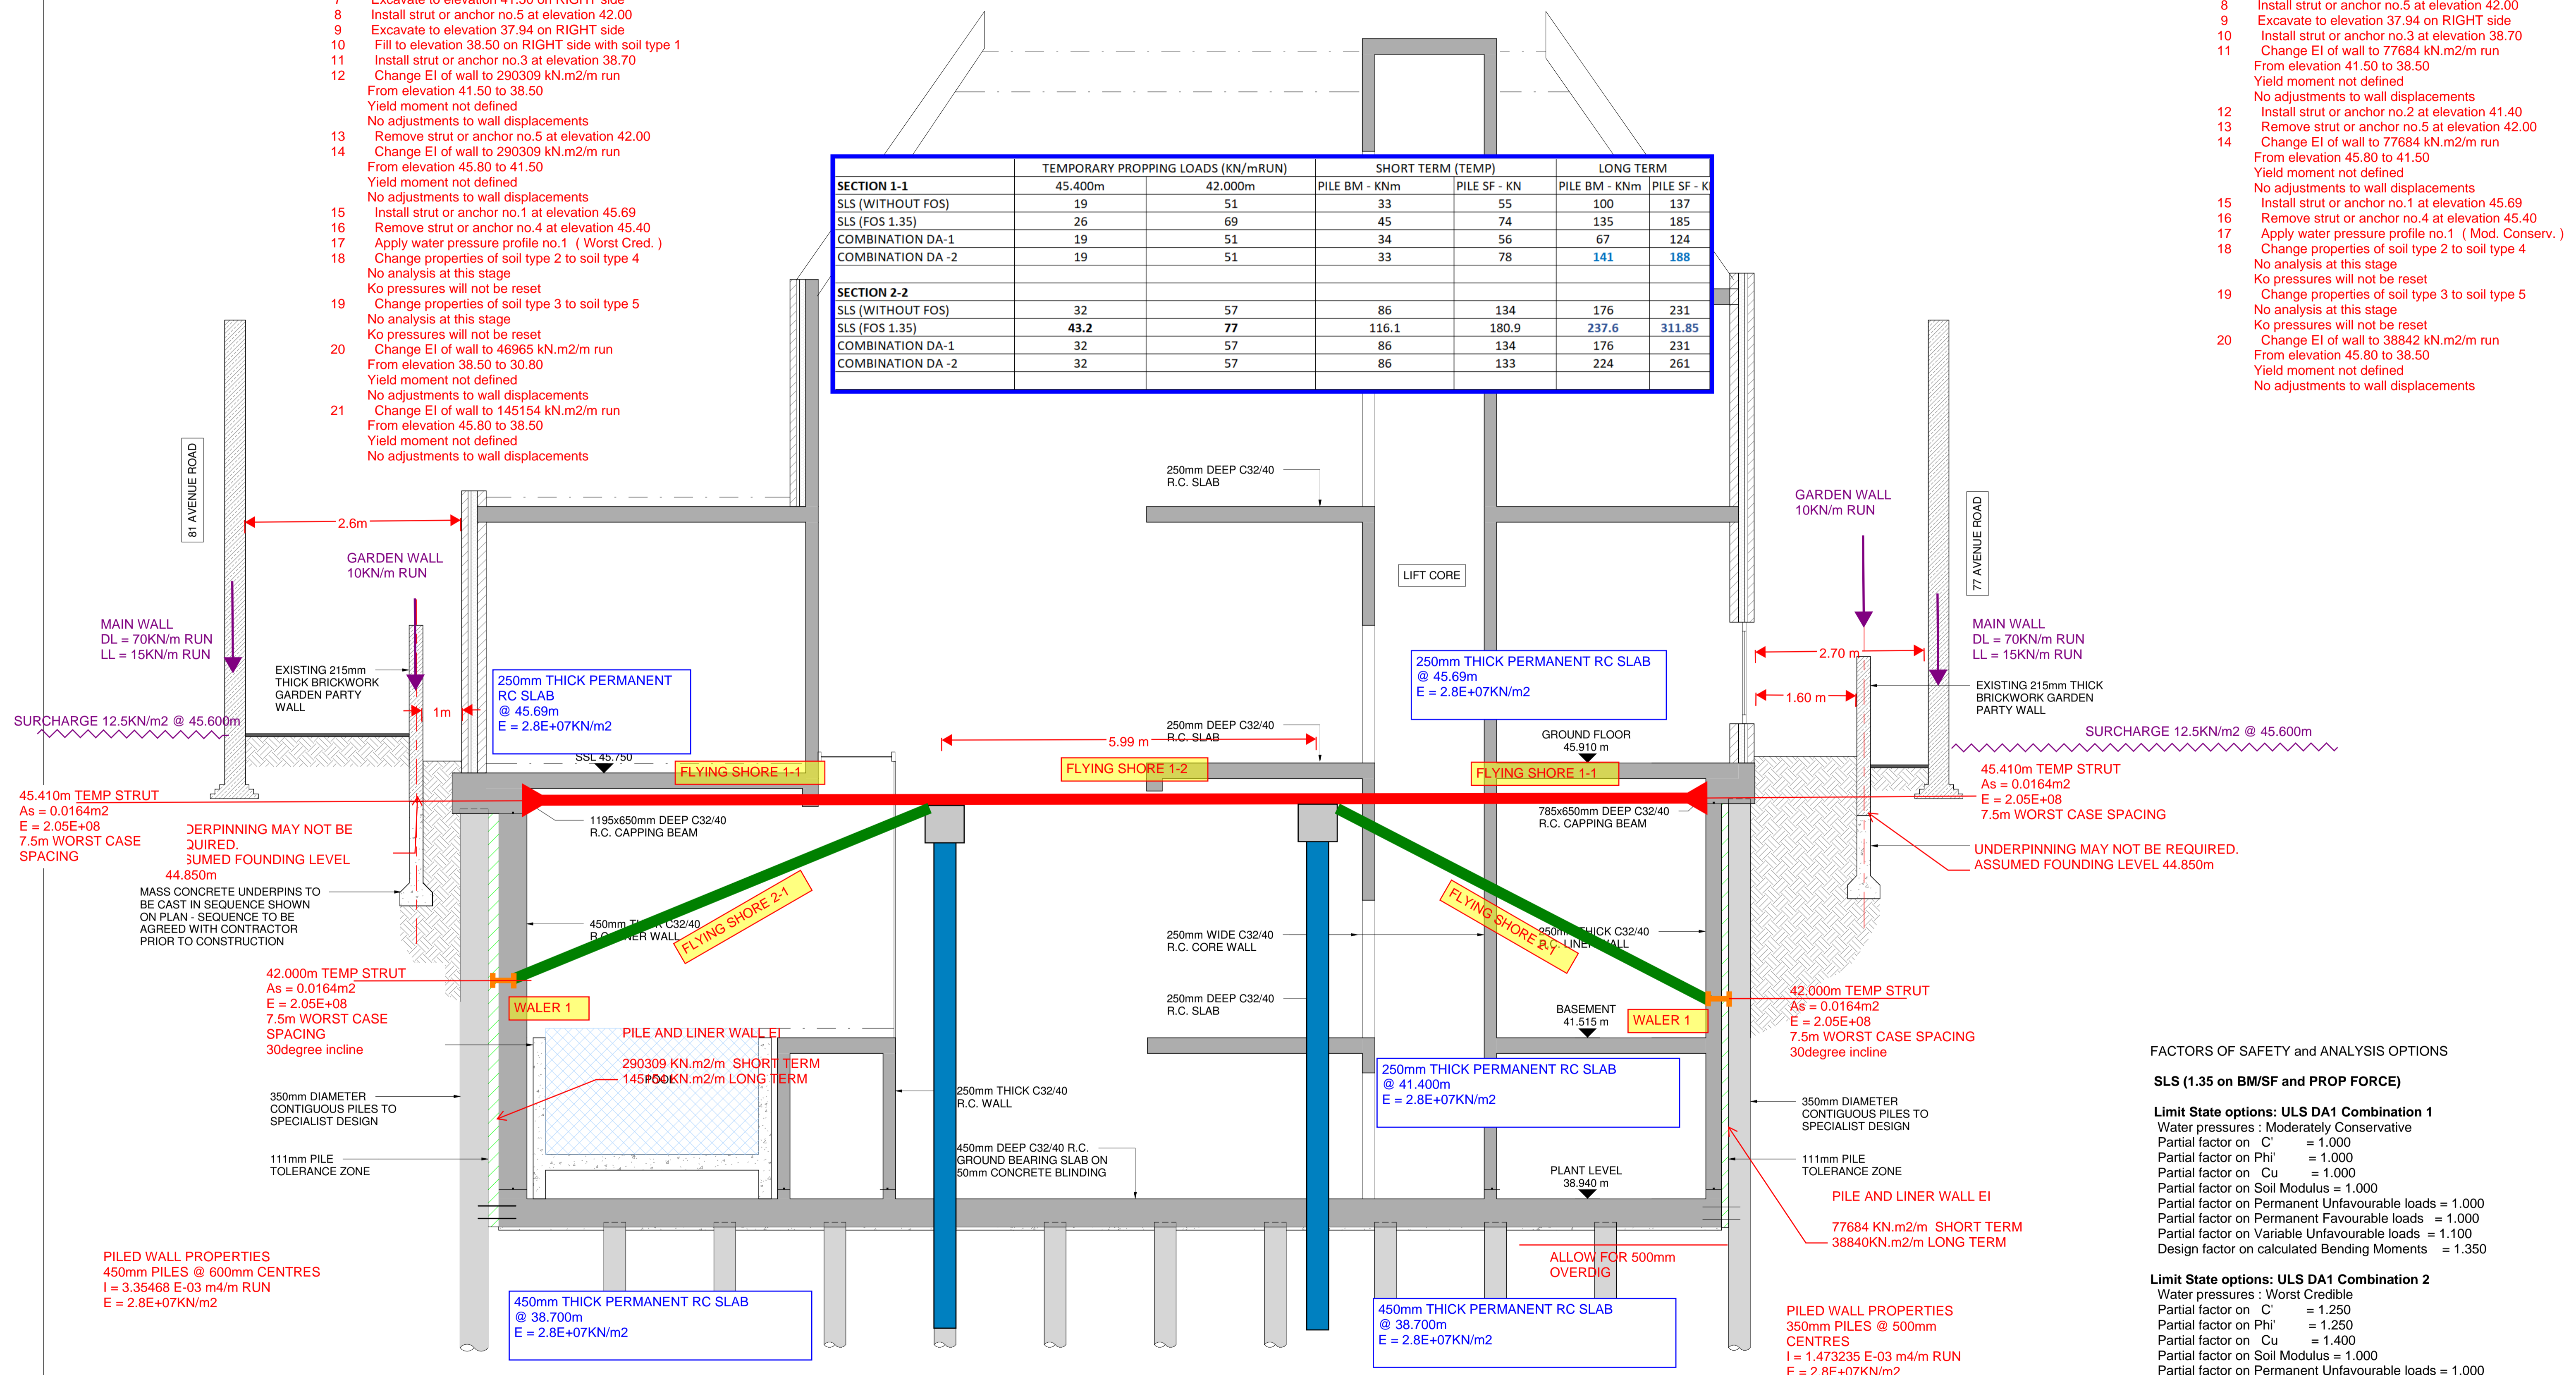 7 Excavate to elevation 41.50 on RIGHT side
8 Install strut or anchor no.5 at elevation 42.00
9 Excavate to elevation 37.94 on RIGHT side
10 Fill to elevation 38.50 on RIGHT side with soil type 1
11 Install strut or anchor no.3 at elevation 38.70
12 Change EI of wall to 290309 kN.m2/m run
From elevation 41.50 to 38.50
Yield moment not defined
No adjustments to wall displacements
13 Remove strut or anchor no.5 at elevation 42.00
14 Change EI of wall to 290309 kN.m2/m run
From elevation 45.80 to 41.50
Yield moment not defined
No adjustments to wall displacements
15 Install strut or anchor no.1 at elevation 45.69
16 Remove strut or anchor no.4 at elevation 45.40
17 Apply water pressure profile no.1 ( Worst Cred. )
18 Change properties of soil type 2 to soil type 4
No analysis at this stage
Ko pressures will not be reset
19 Change properties of soil type 3 to soil type 5
No analysis at this stage
Ko pressures will not be reset
20 Change EI of wall to 46965 kN.m2/m run
From elevation 38.50 to 30.80
Yield moment not defined
No adjustments to wall displacements
21 Change EI of wall to 145154 kN.m2/m run
From elevation 45.80 to 38.50
Yield moment not defined
No adjustments to wall displacements
8 Install strut or anchor no.5 at elevation 42.00
9 Excavate to elevation 37.94 on RIGHT side
10 Install strut or anchor no.3 at elevation 38.70
11 Change EI of wall to 77684 kN.m2/m run
From elevation 41.50 to 38.50
Yield moment not defined
No adjustments to wall displacements
12 Install strut or anchor no.2 at elevation 41.40
13 Remove strut or anchor no.5 at elevation 42.00
14 Change EI of wall to 77684 kN.m2/m run
From elevation 45.80 to 41.50
Yield moment not defined
No adjustments to wall displacements
15 Install strut or anchor no.1 at elevation 45.69
16 Remove strut or anchor no.4 at elevation 45.40
17 Apply water pressure profile no.1 ( Mod. Conserv. )
18 Change properties of soil type 2 to soil type 4
No analysis at this stage
Ko pressures will not be reset
19 Change properties of soil type 3 to soil type 5
No analysis at this stage
Ko pressures will not be reset
20 Change EI of wall to 38842 kN.m2/m run
From elevation 45.80 to 38.50
Yield moment not defined
No adjustments to wall displacements
TEMPORARY PROPPING LOADS (KN/mRUN) SHORT TERM (TEMP) LONG TERM
SECTION 1-1 45.400m 42.000m PILE BM - KNm PILE SF - KN PILE BM - KNm PILE SF - K
SLS (WITHOUT FOS) 19 51 33 55 100 137
SLS (FOS 1.35) 26 69 45 74 135 185
COMBINATION DA-1 19 51 34 56 67 124
COMBINATION DA -2 19 51 33 78 141 188
SECTION 2-2
SLS (WITHOUT FOS) 32 57 86 134 176 231
SLS (FOS 1.35) 43.2 77 116.1 180.9 237.6 311.85
COMBINATION DA-1 32 57 86 134 176 231
COMBINATION DA -2 32 57 86 133 224 261
81 AVENUE ROAD
2.6m
GARDEN WALL
10KN/m RUN
MAIN WALL
DL = 70KN/m RUN
LL = 15KN/m RUN
EXISTING 215mm
THICK BRICKWORK
GARDEN PARTY
WALL
1m
SURCHARGE 12.5KN/m2 @ 45.600m
250mm THICK PERMANENT
RC SLAB
@ 45.69m
E = 2.8E+07KN/m2
SSL 45.750
250mm DEEP C32/40
R.C. SLAB
LIFT CORE
250mm THICK PERMANENT RC SLAB
@ 45.69m
E = 2.8E+07KN/m2
250mm DEEP C32/40
R.C. SLAB
5.99 m
GROUND FLOOR
45.910 m
FLYING SHORE 1-1
FLYING SHORE 1-2
FLYING SHORE 1-1
GARDEN WALL
10KN/m RUN
77 AVENUE ROAD
MAIN WALL
DL = 70KN/m RUN
LL = 15KN/m RUN
2.70 m
1.60 m
EXISTING 215mm THICK
BRICKWORK GARDEN
PARTY WALL
SURCHARGE 12.5KN/m2 @ 45.600m
45.410m TEMP STRUT
As = 0.0164m2
E = 2.05E+08
7.5m WORST CASE
SPACING
DERPINNING MAY NOT BE
QUIRED.
SUMED FOUNDING LEVEL
44.850m
MASS CONCRETE UNDERPINS TO
BE CAST IN SEQUENCE SHOWN
ON PLAN - SEQUENCE TO BE
AGREED WITH CONTRACTOR
PRIOR TO CONSTRUCTION
1195x650mm DEEP C32/40
R.C. CAPPING BEAM
785x650mm DEEP C32/40
R.C. CAPPING BEAM
45.410m TEMP STRUT
As = 0.0164m2
E = 2.05E+08
7.5m WORST CASE SPACING
UNDERPINNING MAY NOT BE REQUIRED.
ASSUMED FOUNDING LEVEL 44.850m
FLYING SHORE 2-1
450mm C32/40
R.C. WALL
250mm WIDE C32/40
R.C. CORE WALL
FLYING SHORE 2-1
250mm THICK C32/40
R.C. LINER WALL
42.000m TEMP STRUT
As = 0.0164m2
E = 2.05E+08
7.5m WORST CASE
SPACING
30degree incline
WALER 1
250mm DEEP C32/40
R.C. SLAB
BASEMENT
41.515 m
WALER 1
42.000m TEMP STRUT
As = 0.0164m2
E = 2.05E+08
7.5m WORST CASE SPACING
30degree incline
PILE AND LINER WALL EI
290309 KN.m2/m SHORT TERM
145154KN.m2/m LONG TERM
POOL
250mm THICK PERMANENT RC SLAB
@ 41.400m
E = 2.8E+07KN/m2
350mm DIAMETER
CONTIGUOUS PILES TO
SPECIALIST DESIGN
111mm PILE
TOLERANCE ZONE
250mm THICK C32/40
R.C. WALL
450mm DEEP C32/40 R.C.
GROUND BEARING SLAB ON
50mm CONCRETE BLINDING
PLANT LEVEL
38.940 m
350mm DIAMETER
CONTIGUOUS PILES TO
SPECIALIST DESIGN
111mm PILE
TOLERANCE ZONE
PILE AND LINER WALL EI
77684 KN.m2/m SHORT TERM
38840KN.m2/m LONG TERM
PILED WALL PROPERTIES
450mm PILES @ 600mm CENTRES
I = 3.35468 E-03 m4/m RUN
E = 2.8E+07KN/m2
450mm THICK PERMANENT RC SLAB
@ 38.700m
E = 2.8E+07KN/m2
ALLOW FOR 500mm
OVERDIG
450mm THICK PERMANENT RC SLAB
@ 38.700m
E = 2.8E+07KN/m2
PILED WALL PROPERTIES
350mm PILES @ 500mm
CENTRES
I = 1.473235 E-03 m4/m RUN
E = 2.8E+07KN/m2
FACTORS OF SAFETY and ANALYSIS OPTIONS
SLS (1.35 on BM/SF and PROP FORCE)
Limit State options: ULS DA1 Combination 1
Water pressures : Moderately Conservative
Partial factor on C' = 1.000
Partial factor on Phi' = 1.000
Partial factor on Cu = 1.000
Partial factor on Soil Modulus = 1.000
Partial factor on Permanent Unfavourable loads = 1.000
Partial factor on Permanent Favourable loads = 1.000
Partial factor on Variable Unfavourable loads = 1.100
Design factor on calculated Bending Moments = 1.350
Limit State options: ULS DA1 Combination 2
Water pressures : Worst Credible
Partial factor on C' = 1.250
Partial factor on Phi' = 1.250
Partial factor on Cu = 1.400
Partial factor on Soil Modulus = 1.000
Partial factor on Permanent Unfavourable loads = 1.000